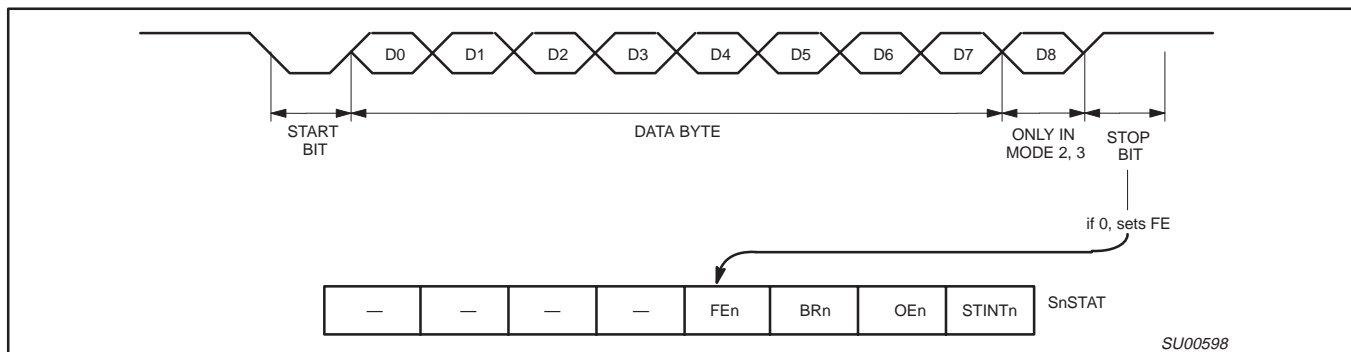 D0 D1 D2 D3 D4 D5 D6 D7 D8
START
BIT
DATA BYTE
ONLY IN
MODE 2, 3
STOP
BIT
if 0, sets FE
— — — — FEn BRn OEn STINTn SnSTAT
SU00598